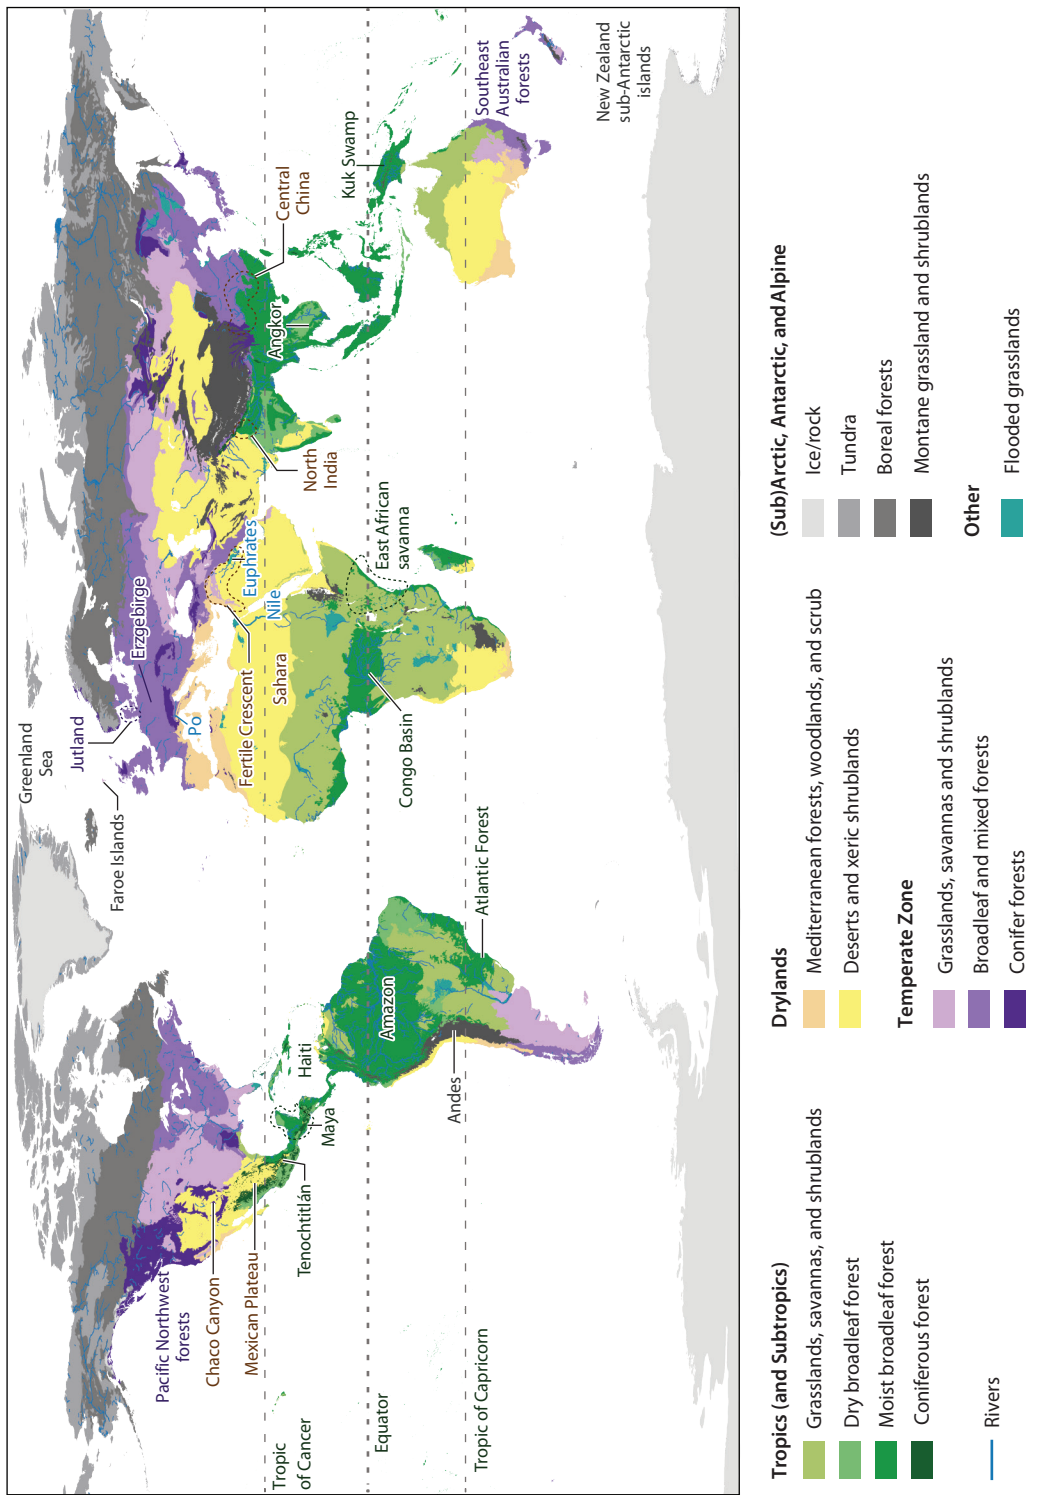 Greenland
Sea
Jutland
Faroe Islands
Erzgebirge
Po
Fertile Crescent
Sahara
Nile
Euphrates
North
India
Angkor
Central
China
Kuk Swamp
East African
savanna
Congo Basin
Southeast
Australian
forests
New Zealand
sub-Antarctic
islands
Pacific Northwest
forests
Chaco Canyon
Mexican Plateau
Tenochtitlán
Maya
Haiti
Amazon
Andes
Atlantic Forest
Tropic
of Cancer
Equator
Tropic of Capricorn
Tropics (and Subtropics)
Grasslands, savannas, and shrublands
Dry broadleaf forest
Moist broadleaf forest
Coniferous forest
Rivers
Drylands
Mediterranean forests, woodlands, and scrub
Deserts and xeric shrublands
Temperate Zone
Grasslands, savannas and shrublands
Broadleaf and mixed forests
Conifer forests
(Sub)Arctic, Antarctic, and Alpine
Ice/rock
Tundra
Boreal forests
Montane grassland and shrublands
Other
Flooded grasslands